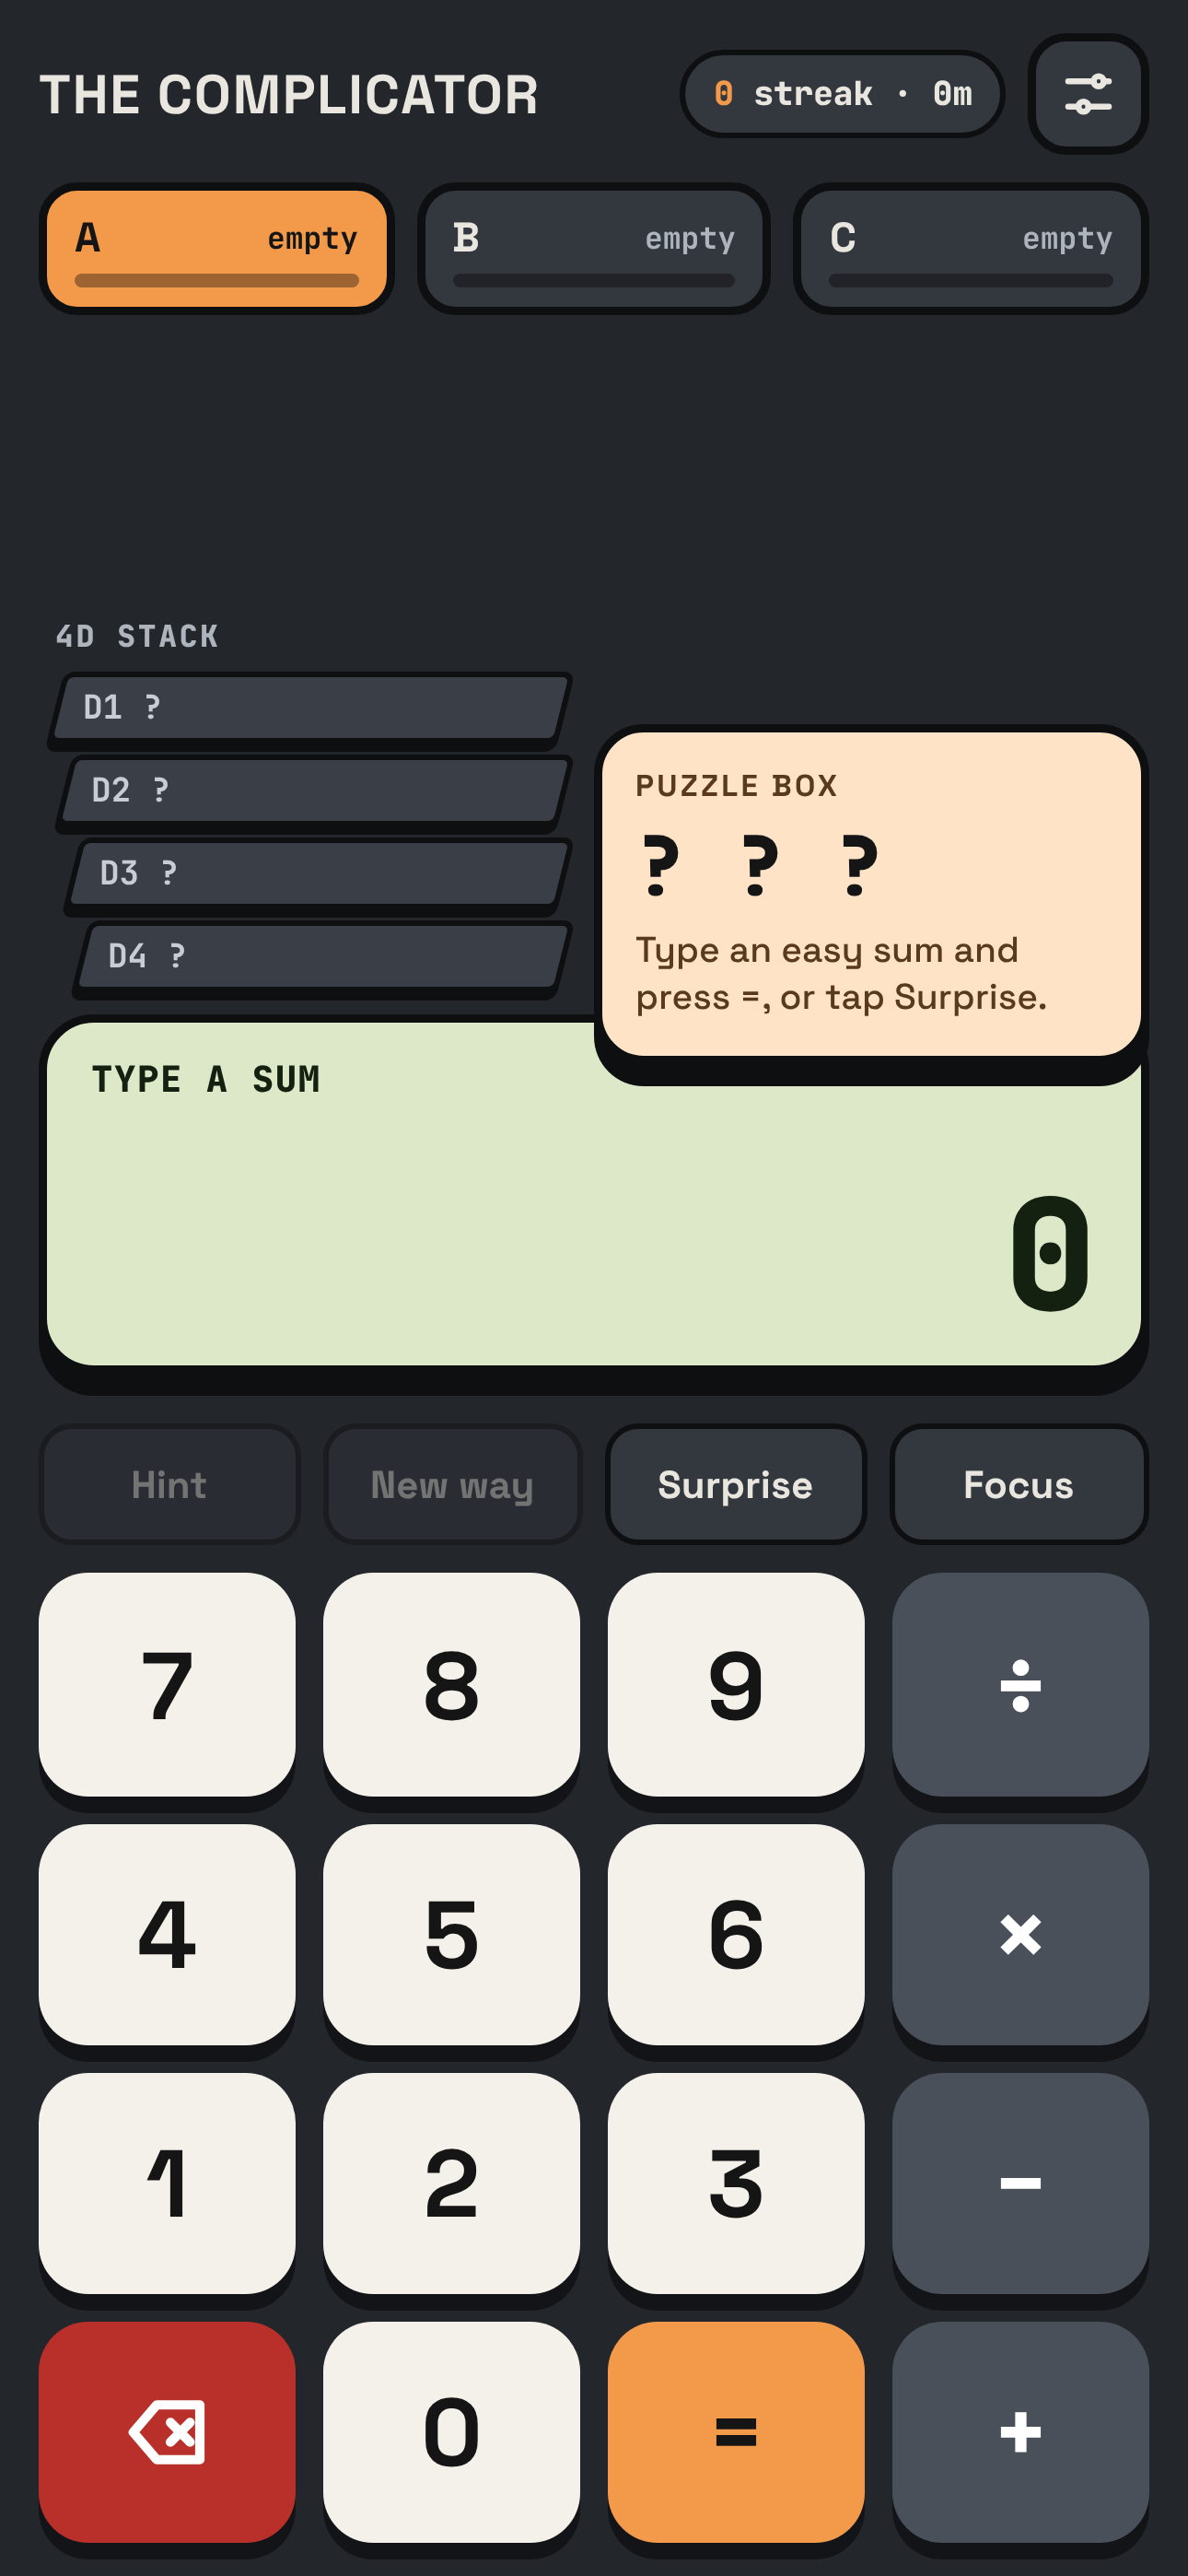 THE COMPLICATOR
0 streak · 0m
A empty
B empty
C empty
4D STACK
D1 ?
D2 ?
D3 ?
D4 ?
PUZZLE BOX
? ? ?
Type an easy sum and
press =, or tap Surprise.
TYPE A SUM
0
Hint
New way
Surprise
Focus
7 8 9 ÷
4 5 6 ×
1 2 3 −
0 = +